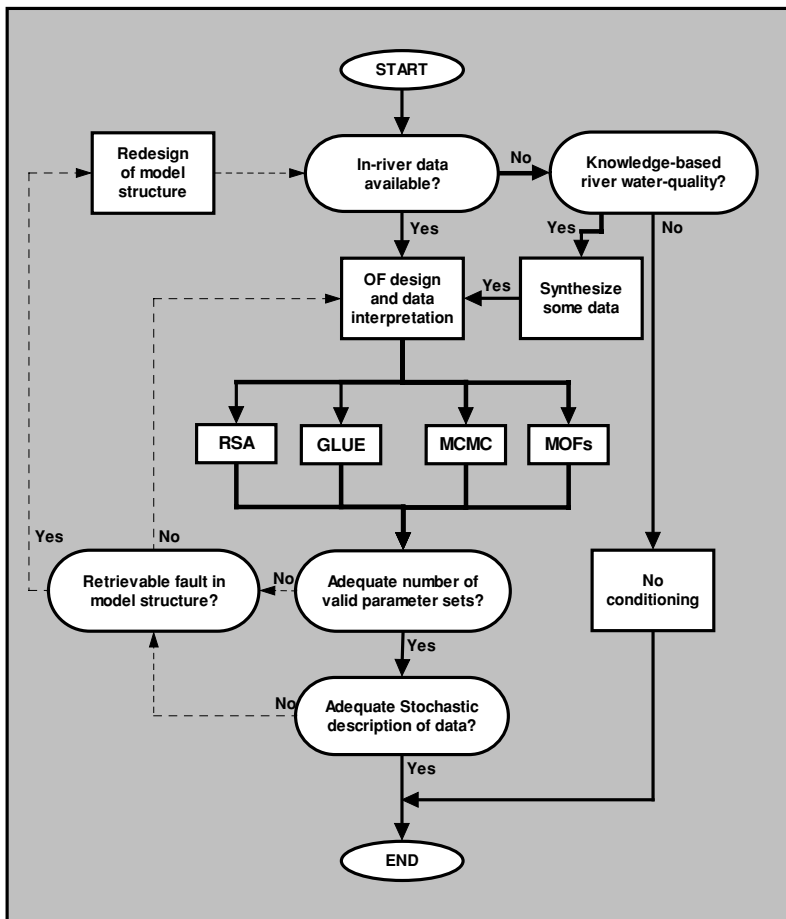 START
Redesign
of model
structure
In-river data
available?
No
Knowledge-based
river water-quality?
Yes
Yes
No
OF design
and data
interpretation
Yes
Synthesize
some data
RSA
GLUE
MCMC
MOFs
Yes
No
Retrievable fault in
model structure?
No
Adequate number of
valid parameter sets?
No
conditioning
Yes
No
Adequate Stochastic
description of data?
Yes
END